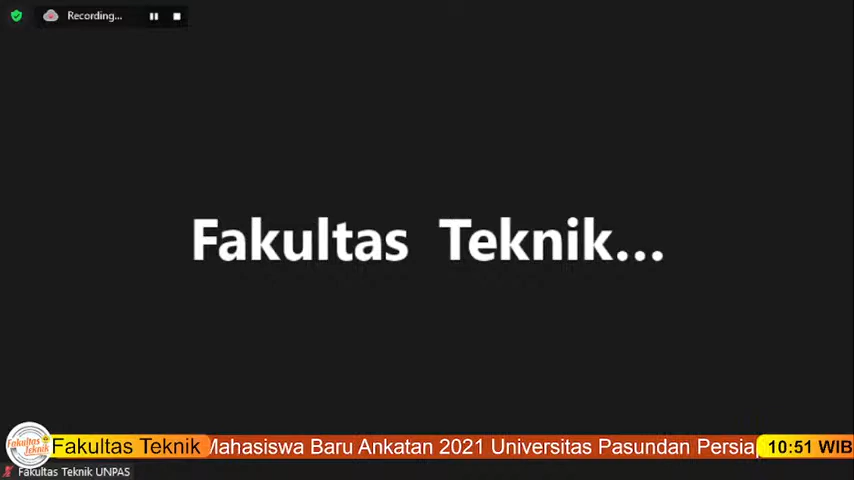 Recording...
Fakultas Teknik...
Fakultas Teknik
Fakultas Teknik Mahasiswa Baru Ankatan 2021 Universitas Pasundan Persia 10:51 WIB
Fakultas Teknik UNPAS